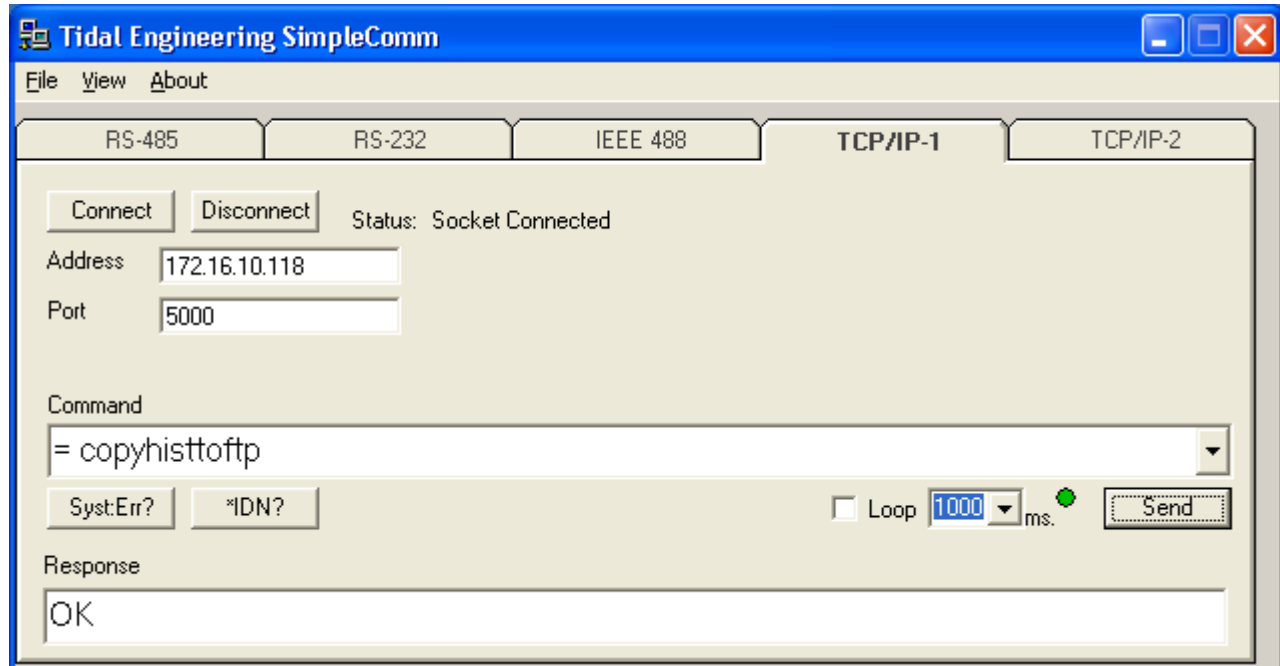 Tidal Engineering SimpleComm
File View About
RS-485 RS-232 IEEE 488 TCP/IP-1 TCP/IP-2
Connect Disconnect Status: Socket Connected
Address 172.16.10.118
Port 5000
Command
= copyhisttoftp
Syst:Err? *IDN? Loop 1000 ms. Send
Response
OK